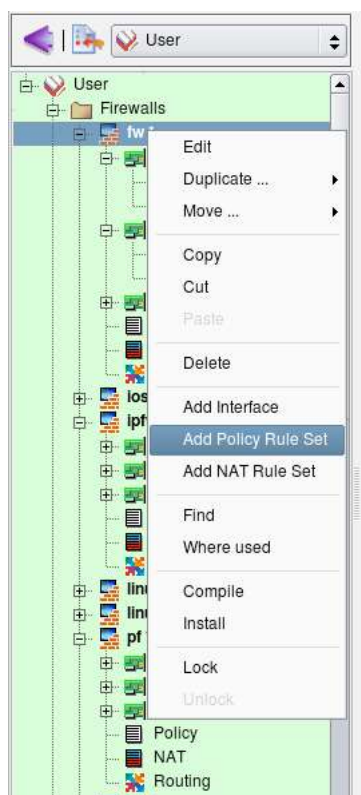 User
User
Firewalls
fw
Edit
Duplicate ...
Move ...
Copy
Cut
Paste
Delete
Add Interface
ios
ipf
Add Policy Rule Set
Add NAT Rule Set
Find
Where used
Compile
lin
Install
lin
pf
Lock
Unlock
Policy
NAT
Routing